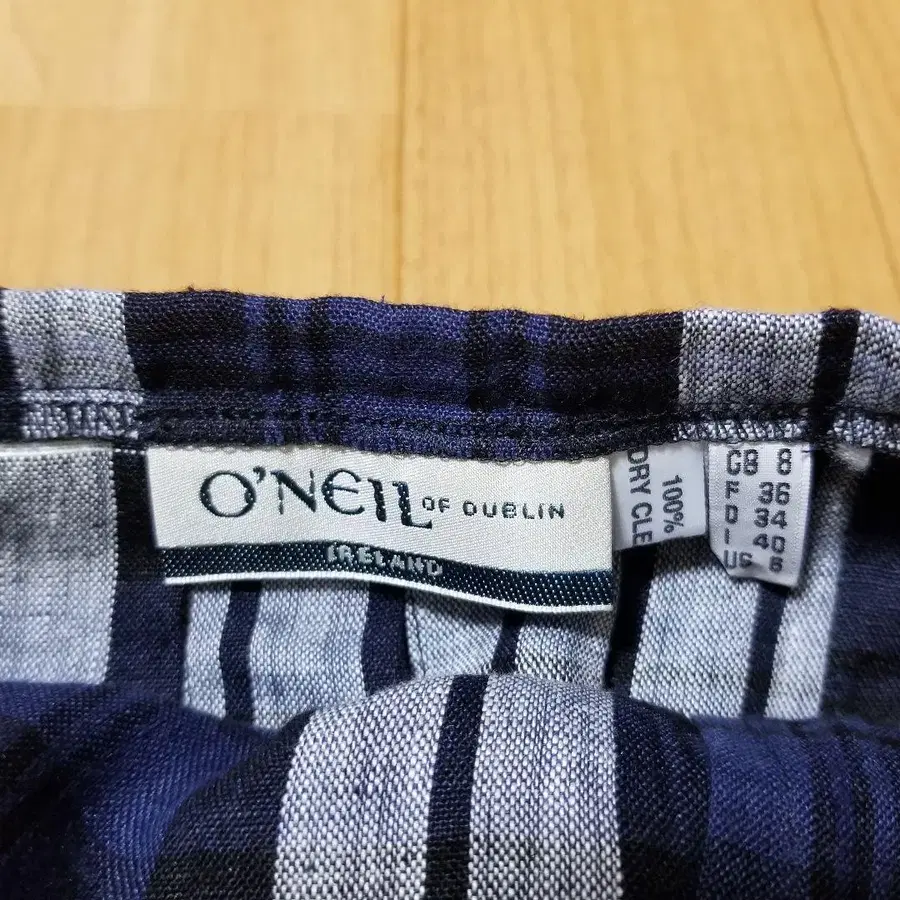 O'NEIL OF DUBLIN
IRELAND
100%
DRY CLE
GB 8
F 36
D 34
I 40
US 6